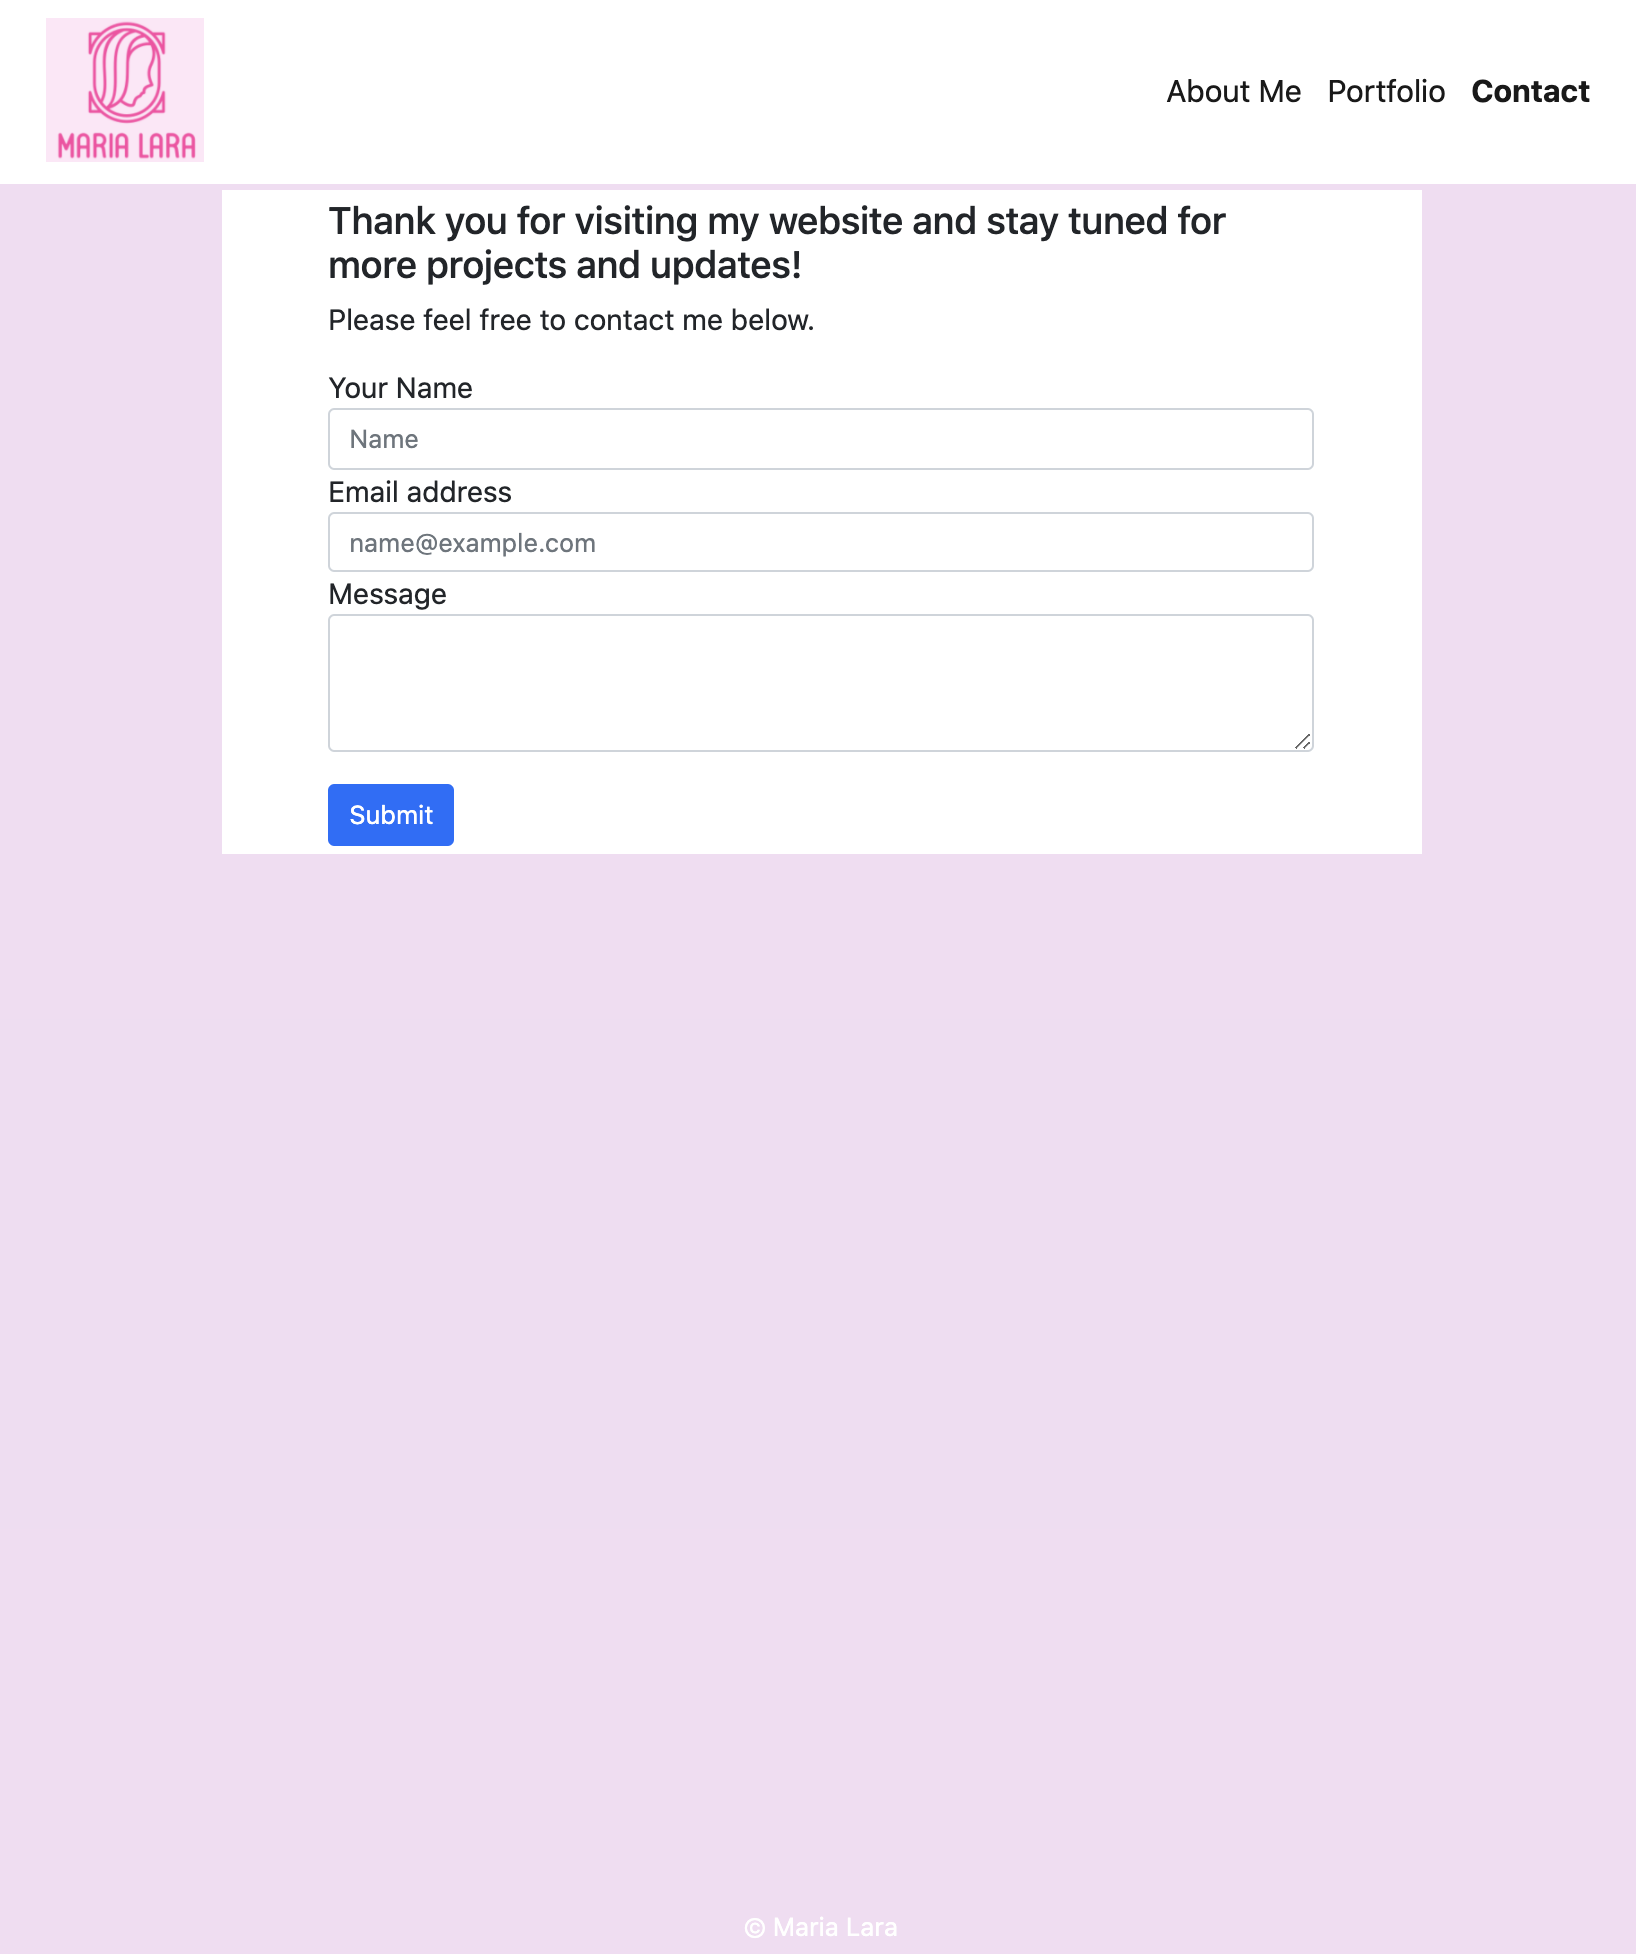 MARIA LARA
About Me Portfolio Contact
Thank you for visiting my website and stay tuned for
more projects and updates!
Please feel free to contact me below.
Your Name
Name
Email address
name@example.com
Message
Submit
© Maria Lara